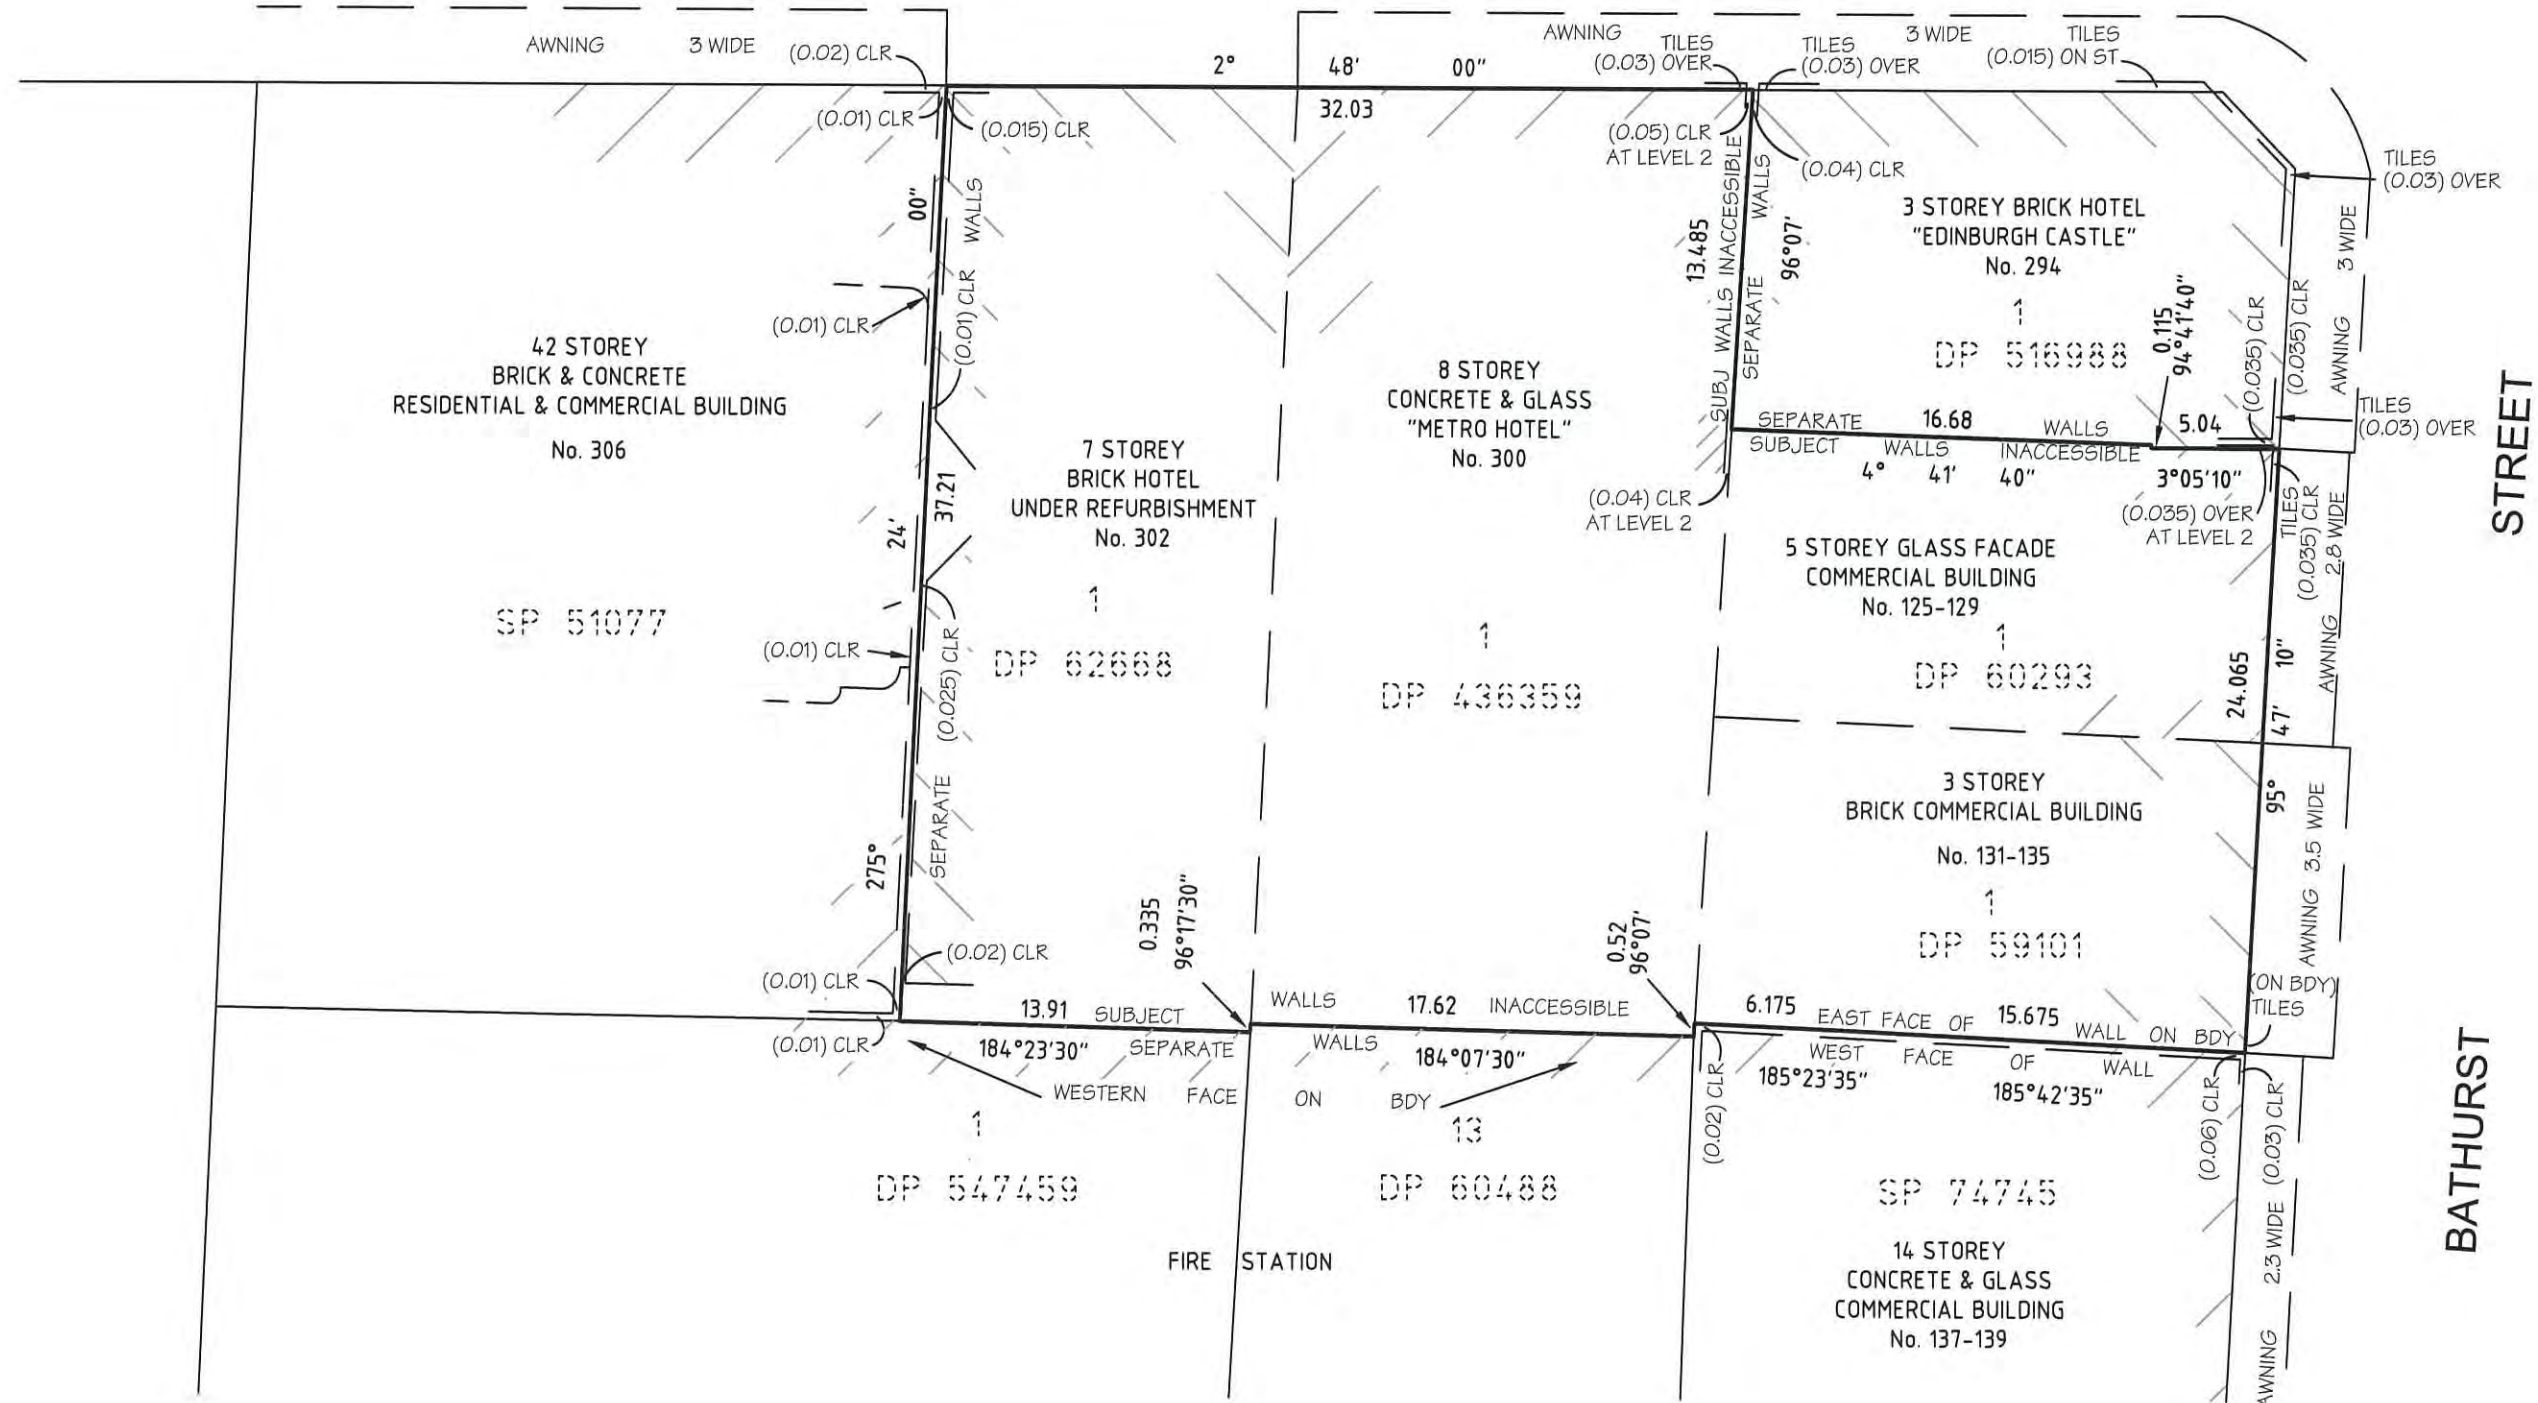 AWNING 3 WIDE
(0.02) CLR
2° 48' 00"
32.03
AWNING 3 WIDE
TILES
(0.03) OVER
TILES
(0.03) OVER
TILES
(0.015) ON ST
(0.01) CLR
(0.015) CLR
(0.05) CLR
AT LEVEL 2
(0.04) CLR
TILES
(0.03) OVER
275° 24' 00"
37.21
SEPARATE WALLS
(0.01) CLR
(0.01) CLR
(0.01) CLR
(0.025) CLR
13.485
96°07'
SUBJ WALLS INACCESSIBLE
SEPARATE WALLS
3 STOREY BRICK HOTEL
"EDINBURGH CASTLE"
No. 294
1
DP 516988
0.115
94°41'40"
(0.035) CLR
(0.035) CLR
AWNING 3 WIDE
TILES
(0.03) OVER
42 STOREY
BRICK & CONCRETE
RESIDENTIAL & COMMERCIAL BUILDING
No. 306
SP 51077
7 STOREY
BRICK HOTEL
UNDER REFURBISHMENT
No. 302
1
DP 62668
8 STOREY
CONCRETE & GLASS
"METRO HOTEL"
No. 300
1
DP 436359
SEPARATE 16.68 WALLS 5.04
SUBJECT WALLS INACCESSIBLE
4° 41' 40"
3°05'10"
(0.04) CLR
AT LEVEL 2
(0.035) OVER
AT LEVEL 2
TILES
(0.035) CLR
AWNING 2.8 WIDE
5 STOREY GLASS FACADE
COMMERCIAL BUILDING
No. 125-129
1
DP 60293
24.065
95° 47' 10"
3 STOREY
BRICK COMMERCIAL BUILDING
No. 131-135
1
DP 59101
AWNING 3.5 WIDE
(ON BDY)
TILES
0.335
96°17'30"
0.52
96°07'
(0.02) CLR
(0.01) CLR
(0.01) CLR
13.91 SUBJECT WALLS 17.62 INACCESSIBLE
184°23'30" SEPARATE WALLS 184°07'30"
WESTERN FACE ON BDY
6.175 EAST FACE OF 15.675 WALL ON BDY
WEST FACE OF WALL
185°23'35" 185°42'35"
(0.02) CLR
(0.06) CLR
(0.03) CLR
AWNING 2.3 WIDE
1
DP 547459
13
DP 60488
FIRE STATION
SP 74745
14 STOREY
CONCRETE & GLASS
COMMERCIAL BUILDING
No. 137-139
BATHURST STREET